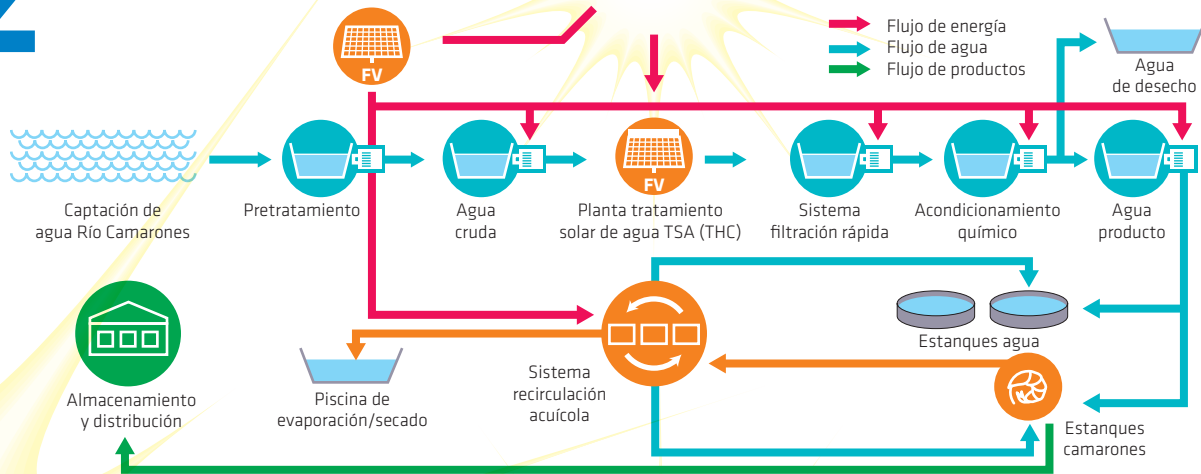 FV
Flujo de energía
Flujo de agua
Flujo de productos
Agua
de desecho
FV
Captación de
agua Río Camarones
Pretratamiento
Agua
cruda
Planta tratamiento
solar de agua TSA (THC)
Sistema
filtración rápida
Acondicionamiento
químico
Agua
producto
Almacenamiento
y distribución
Piscina de
evaporación/secado
Sistema
recirculación
acuícola
Estanques agua
Estanques
camarones